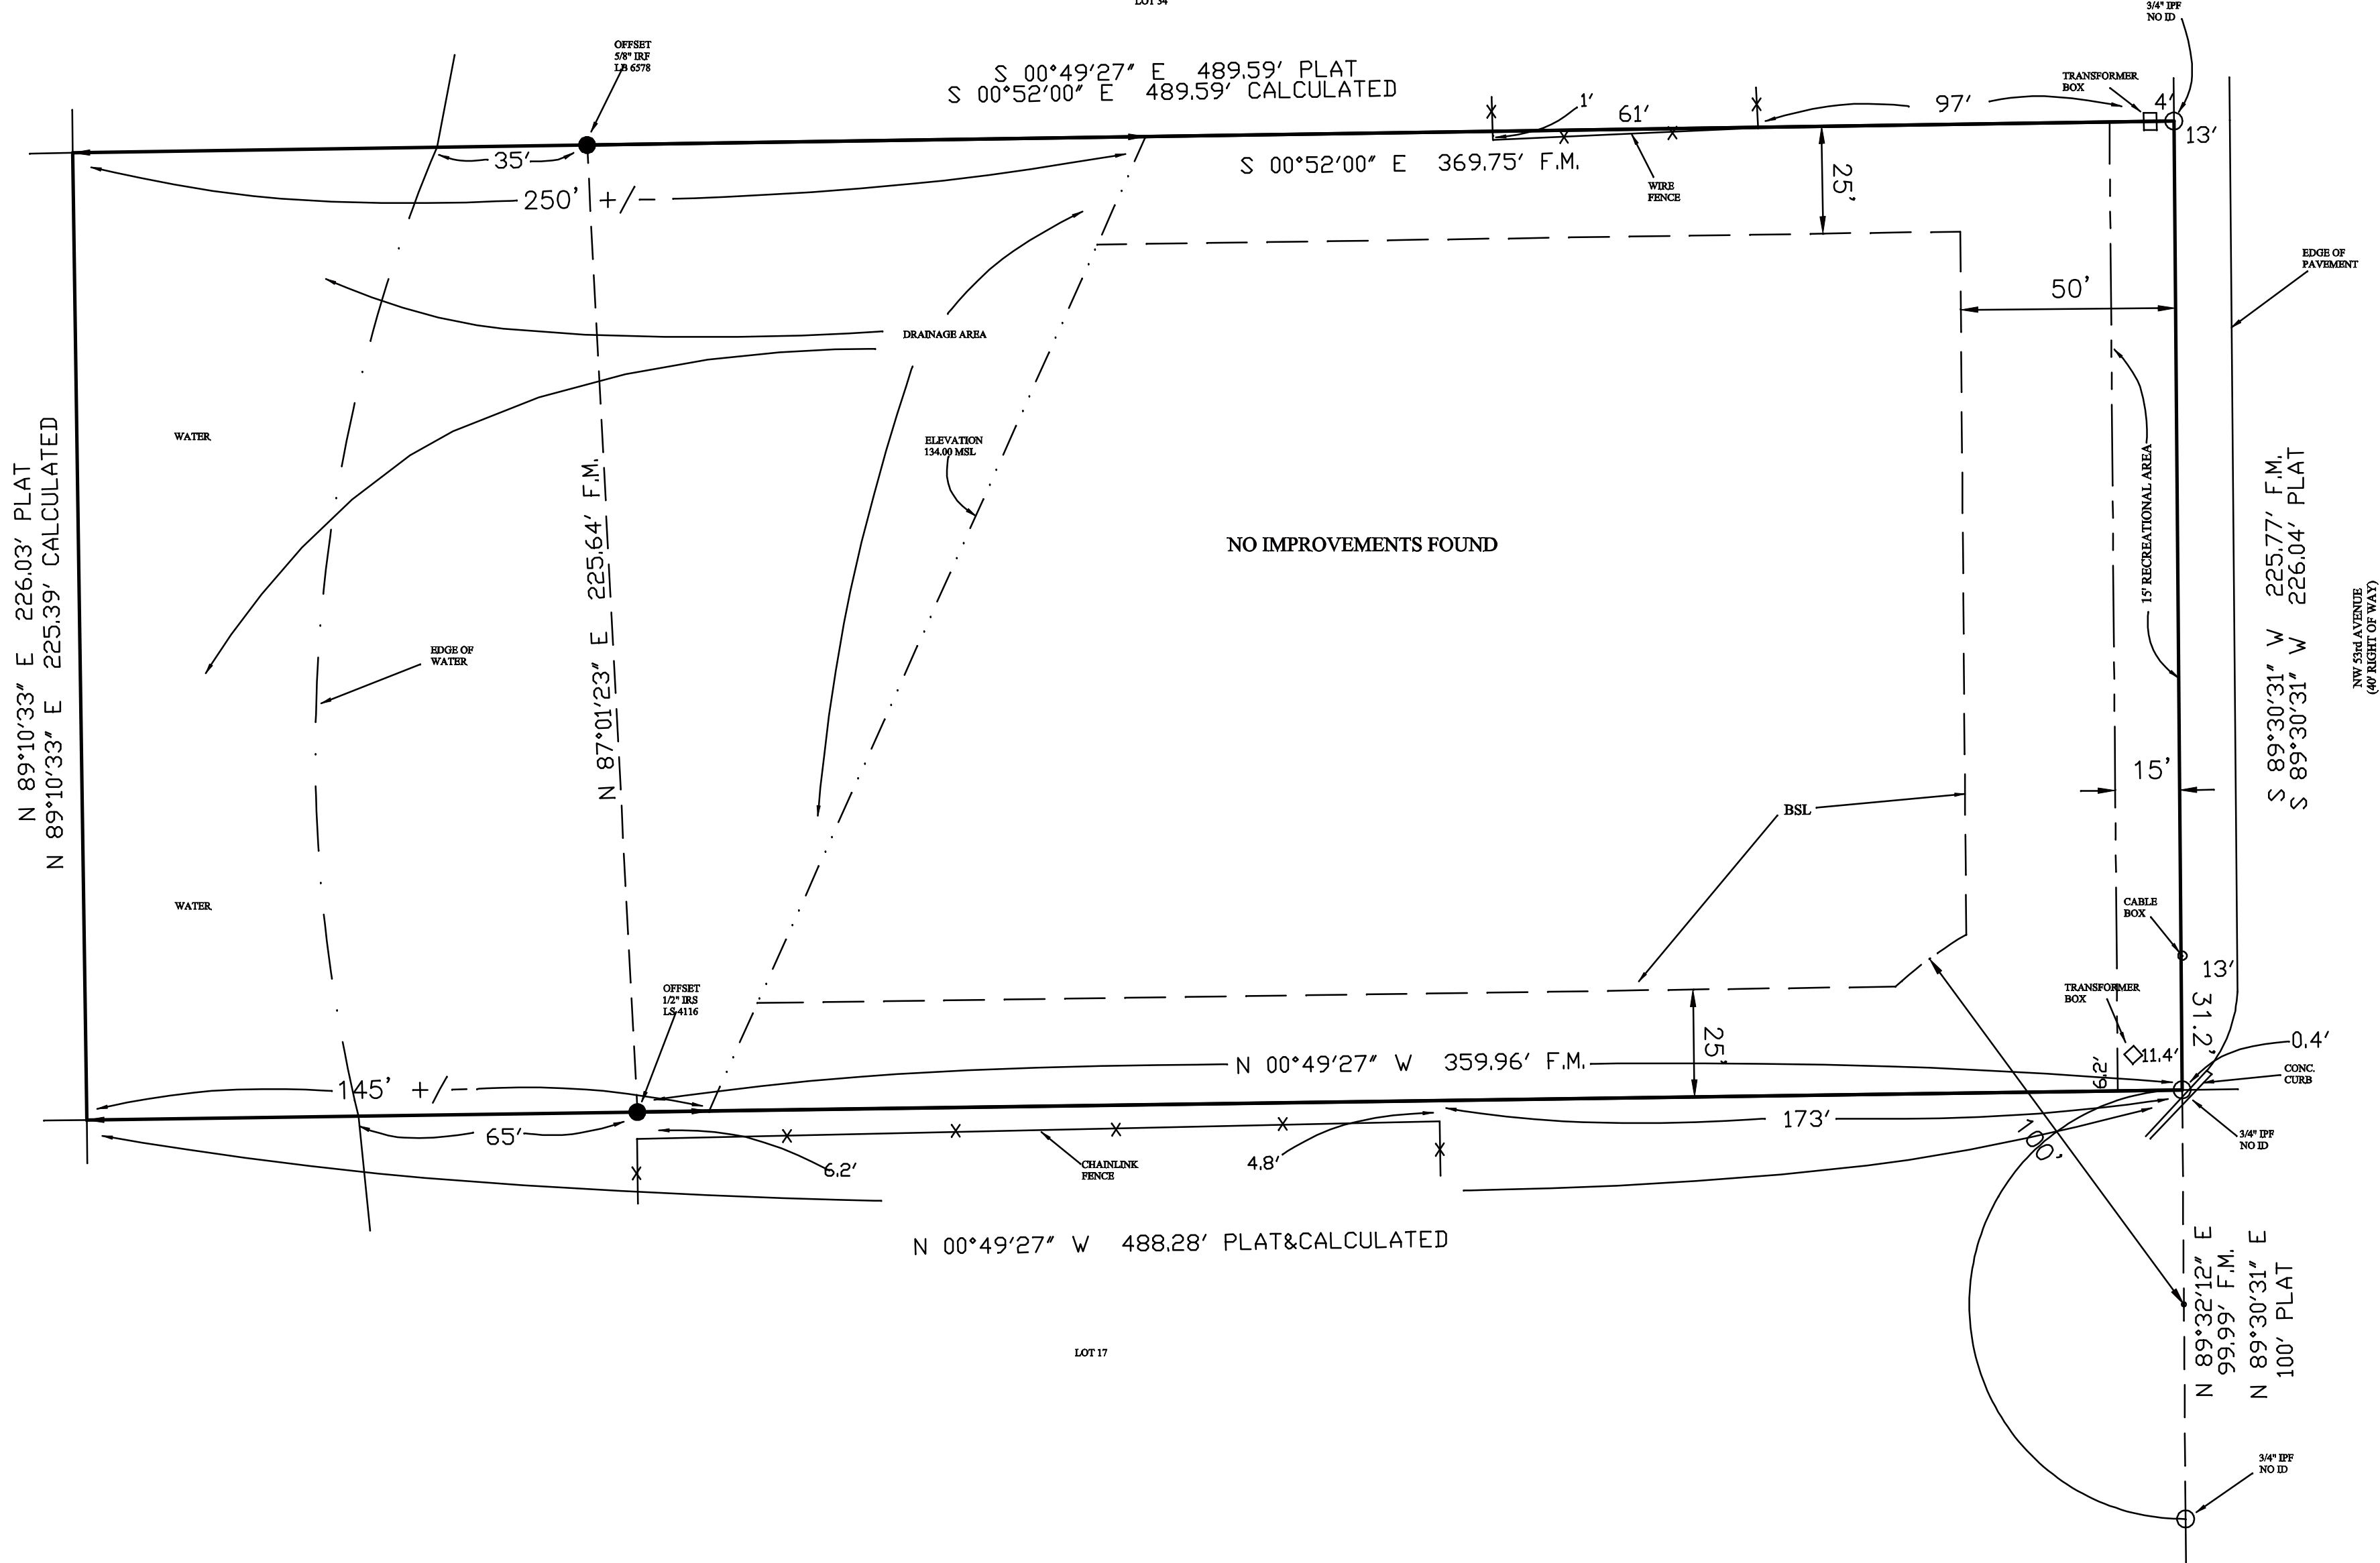 LOT 34
3/4" IPF
NO ID
OFFSET
5/8" IRF
LB 6578
S 00°49'27" E 489.59' PLAT
S 00°52'00" E 489.59' CALCULATED
TRANSFORMER
BOX
4'
13'
1'
61'
97'
35'
250' +/-
S 00°52'00" E 369.75' F.M.
WIRE
FENCE
25'
EDGE OF
PAVEMENT
50'
DRAINAGE AREA
WATER
ELEVATION
134.00 MSL
N 89°10'33" E 226.03' PLAT
N 89°10'33" E 225.39' CALCULATED
N 87°01'23" E 225.64' F.M.
NO IMPROVEMENTS FOUND
15' RECREATIONAL AREA
S 89°30'31" W 225.77' F.M.
S 89°30'31" W 226.04' PLAT
NW 53rd AVENUE
(40' RIGHT OF WAY)
EDGE OF
WATER
15'
BSL
WATER
CABLE
BOX
13'
OFFSET
1/2" IRS
LS 4116
TRANSFORMER
BOX
31.2'
25'
0.4'
11.4'
6.2'
N 00°49'27" W 359.96' F.M.
145' +/-
CONC.
CURB
65'
173'
100'
3/4" IPF
NO ID
6.2'
CHAINLINK
FENCE
4.8'
N 00°49'27" W 488.28' PLAT&CALCULATED
N 89°32'12" E
99.99' F.M.
N 89°30'31" E
100' PLAT
LOT 17
3/4" IPF
NO ID